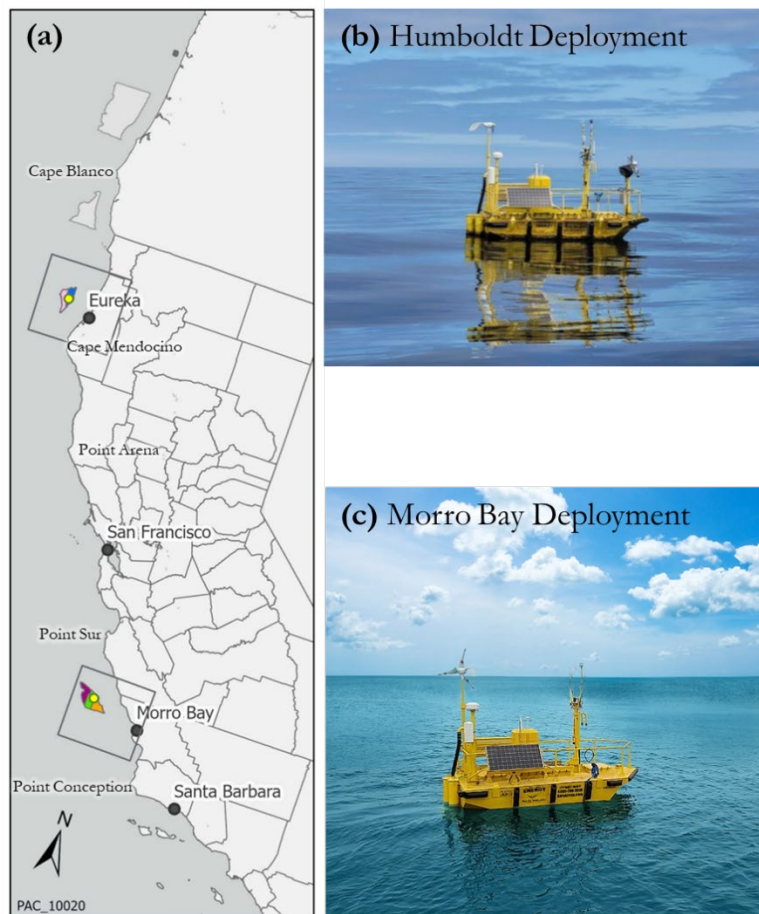 (a)
Cape Blanco
Eureka
Cape Mendocino
Point Arena
San Francisco
Point Sur
Morro Bay
Point Conception
Santa Barbara
N
PAC_10020
(b) Humboldt Deployment
(c) Morro Bay Deployment